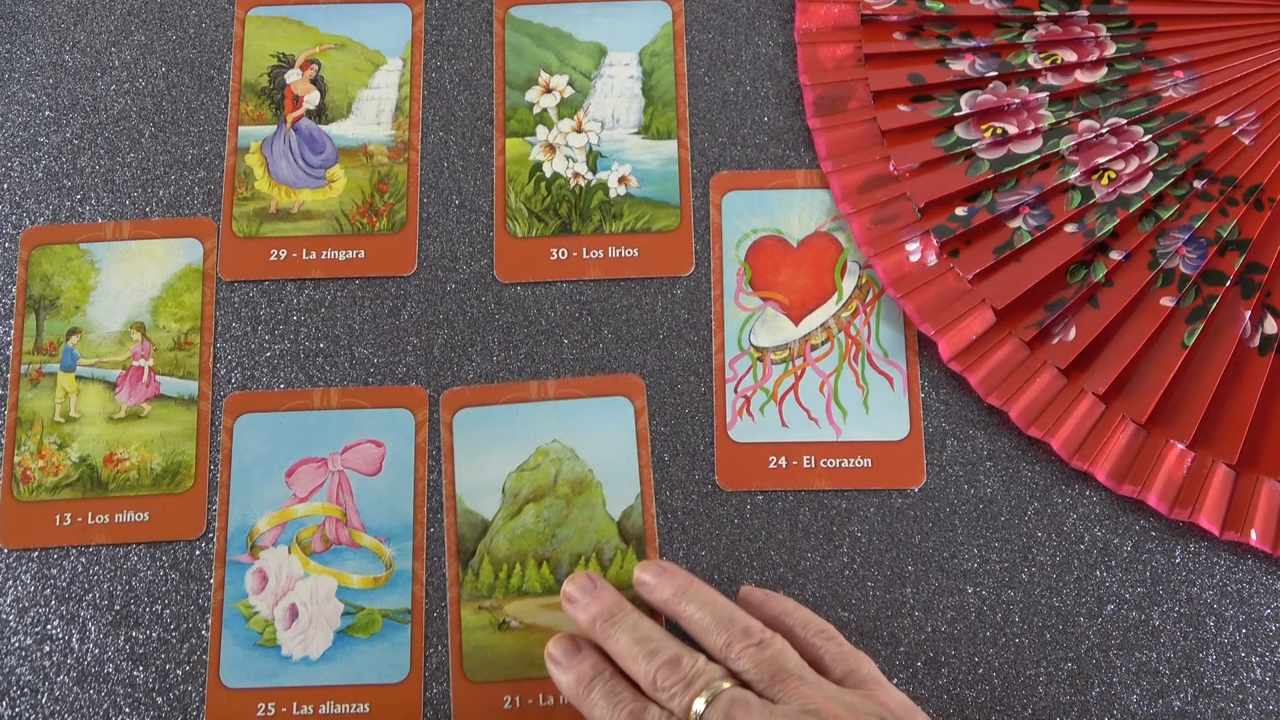 29 - La zíngara
30 - Los lirios
24 - El corazón
13 - Los niños
25 - Las alianzas
21 - La